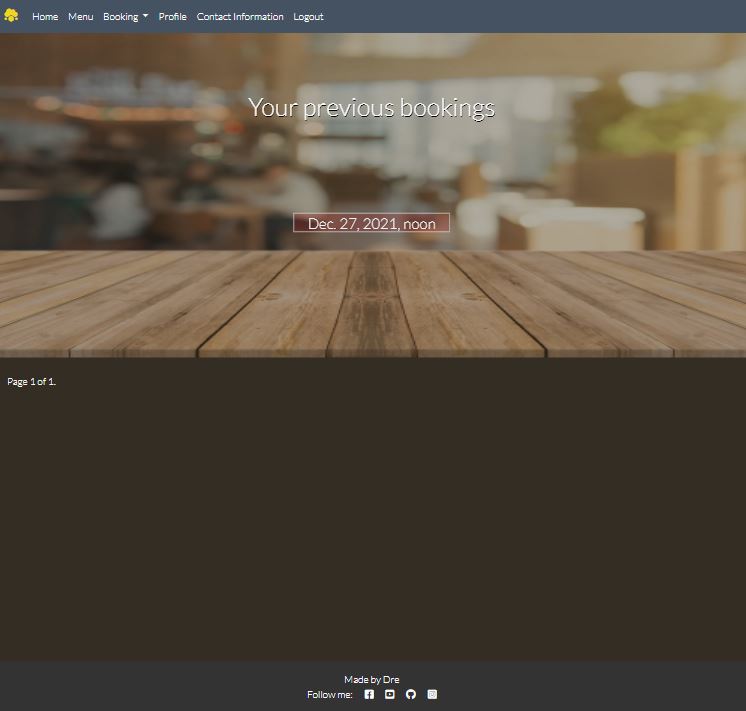 Home Menu Booking Profile Contact Information Logout
Your previous bookings
Dec. 27, 2021, noon
Page 1 of 1.
Made by Dre
Follow me: